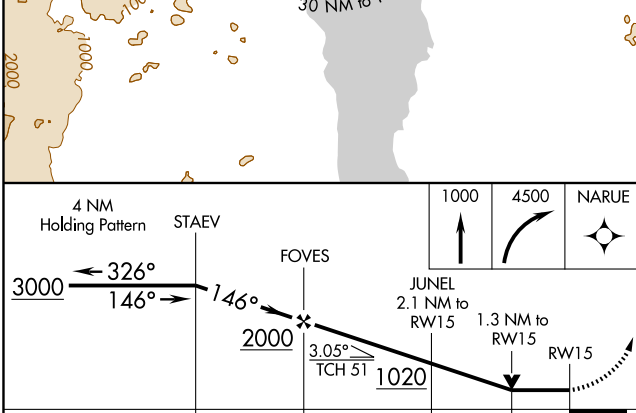 100
30 NM to
1000
2000
1000
4500
NARUE
4 NM
Holding Pattern
STAEV
FOVES
JUNEL
2.1 NM to
RW15
1.3 NM to
RW15
RW15
326°
3000
146°
146°
2000
3.05°
TCH 51
1020